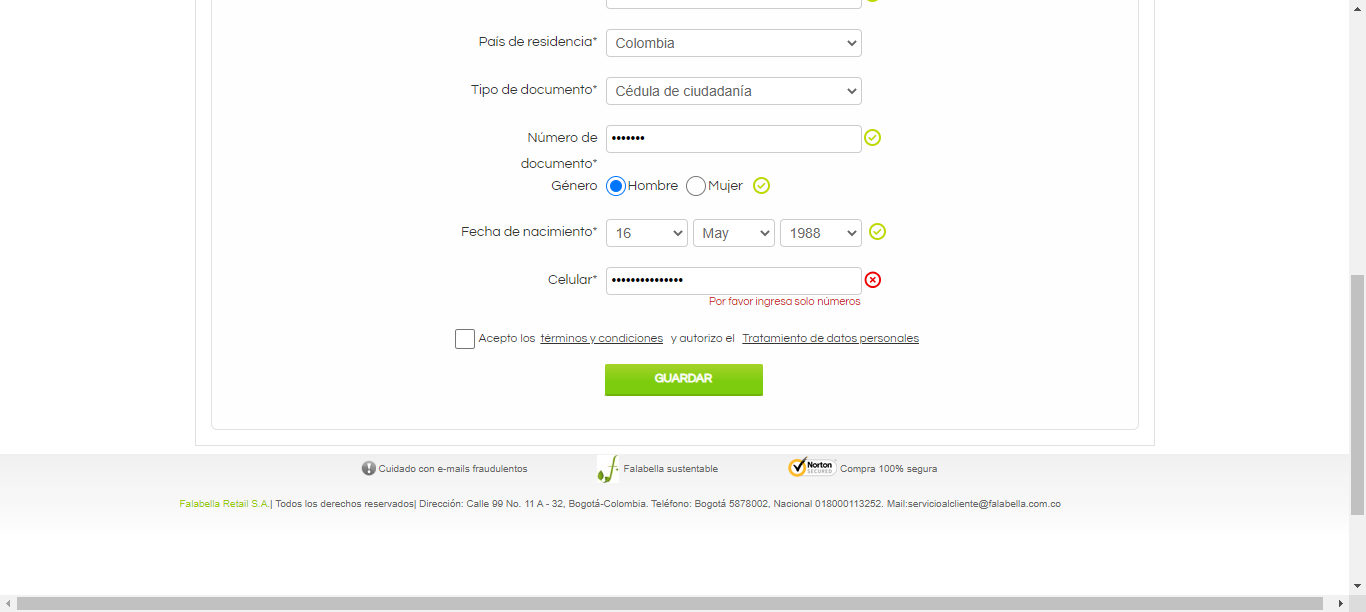 País de residencia* Colombia
Tipo de documento* Cédula de ciudadanía
Número de documento* •••••••
Género Hombre Mujer
Fecha de nacimiento* 16 May 1988
Celular* •••••••••••••••
Por favor ingresa solo números
Acepto los términos y condiciones y autorizo el Tratamiento de datos personales
GUARDAR
Cuidado con e-mails fraudulentos
Falabella sustentable
Norton SECURED Compra 100% segura
Falabella Retail S.A.| Todos los derechos reservados| Dirección: Calle 99 No. 11 A - 32, Bogotá-Colombia. Teléfono: Bogotá 5878002, Nacional 018000113252. Mail:servicioalcliente@falabella.com.co